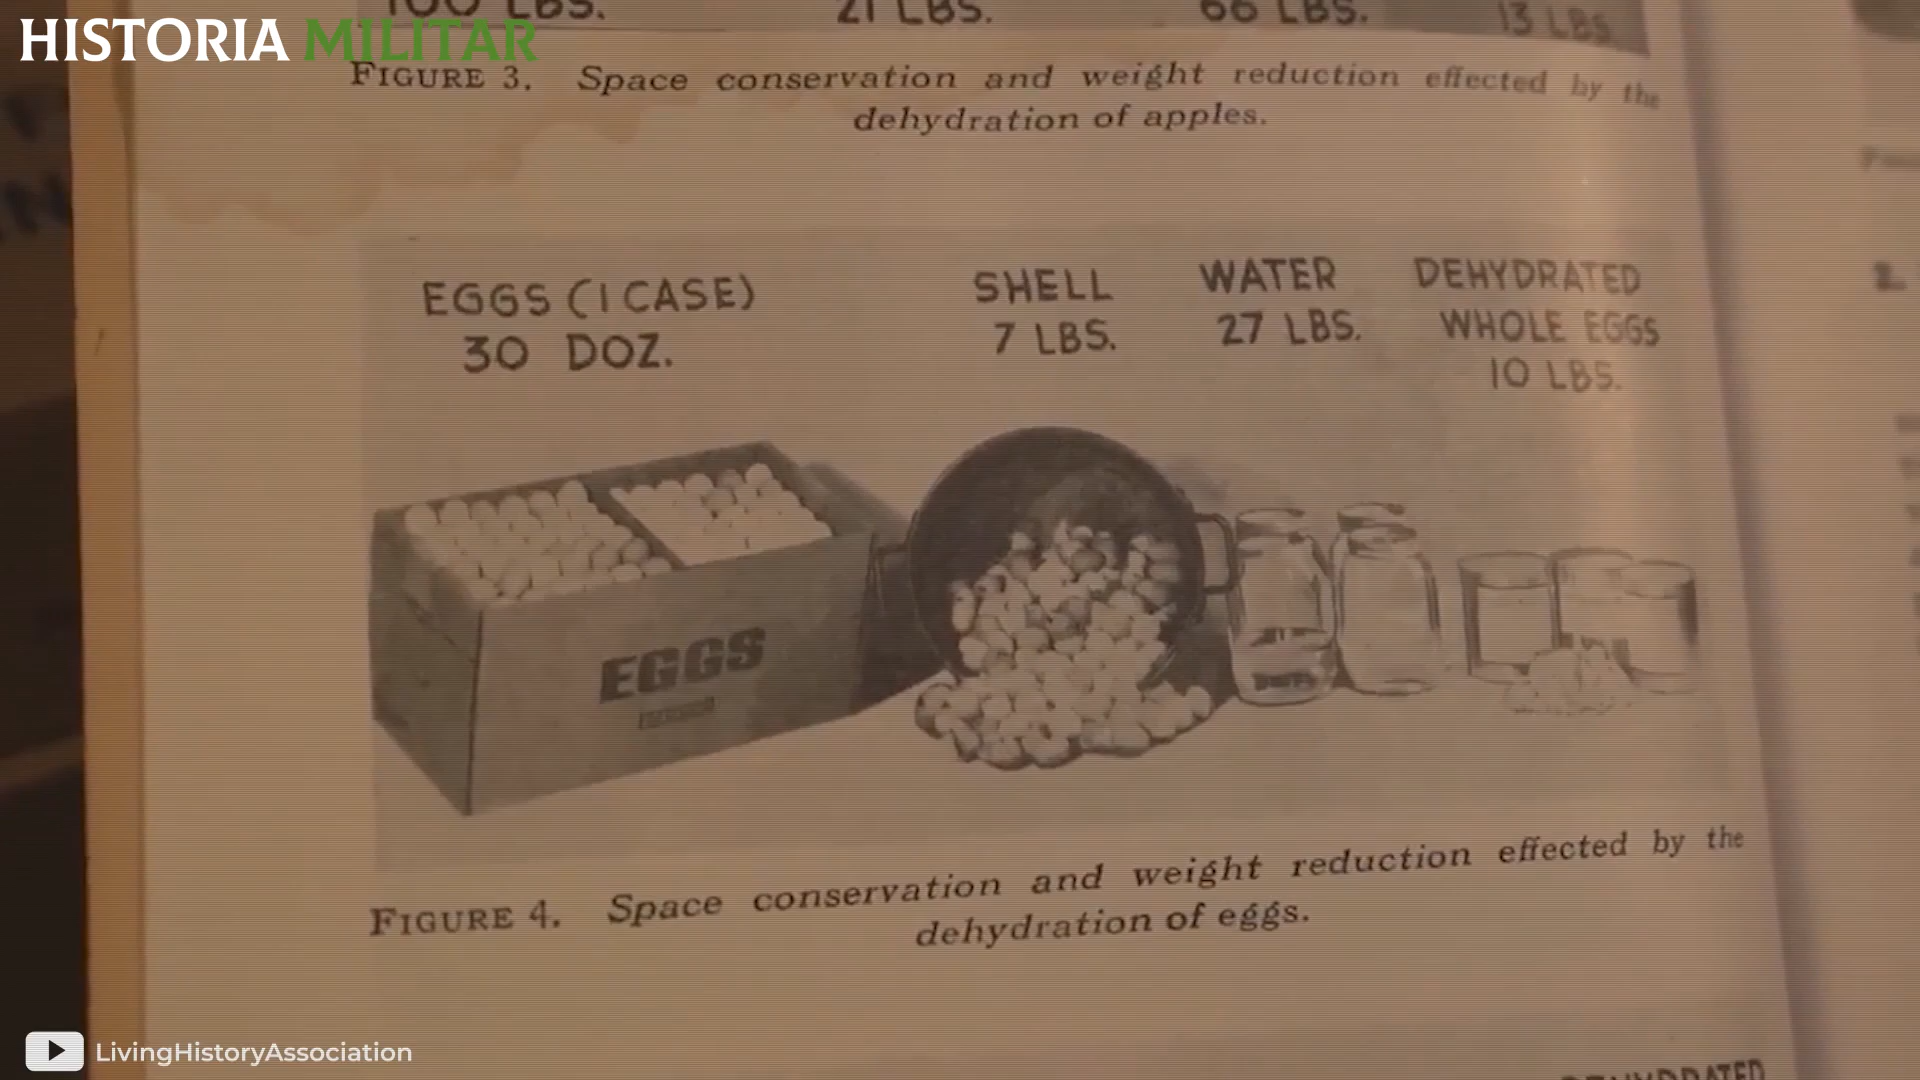 HISTORIA MILITAR
100 LBS. 21 LBS. 66 LBS. 13 LBS.
FIGURE 3. Space conservation and weight reduction effected by the
dehydration of apples.
EGGS (1 CASE)
30 DOZ.
SHELL
7 LBS.
WATER
27 LBS.
DEHYDRATED
WHOLE EGGS
10 LBS.
EGGS
FIGURE 4. Space conservation and weight reduction effected by the
dehydration of eggs.
DEHYDRATED
LivingHistoryAssociation